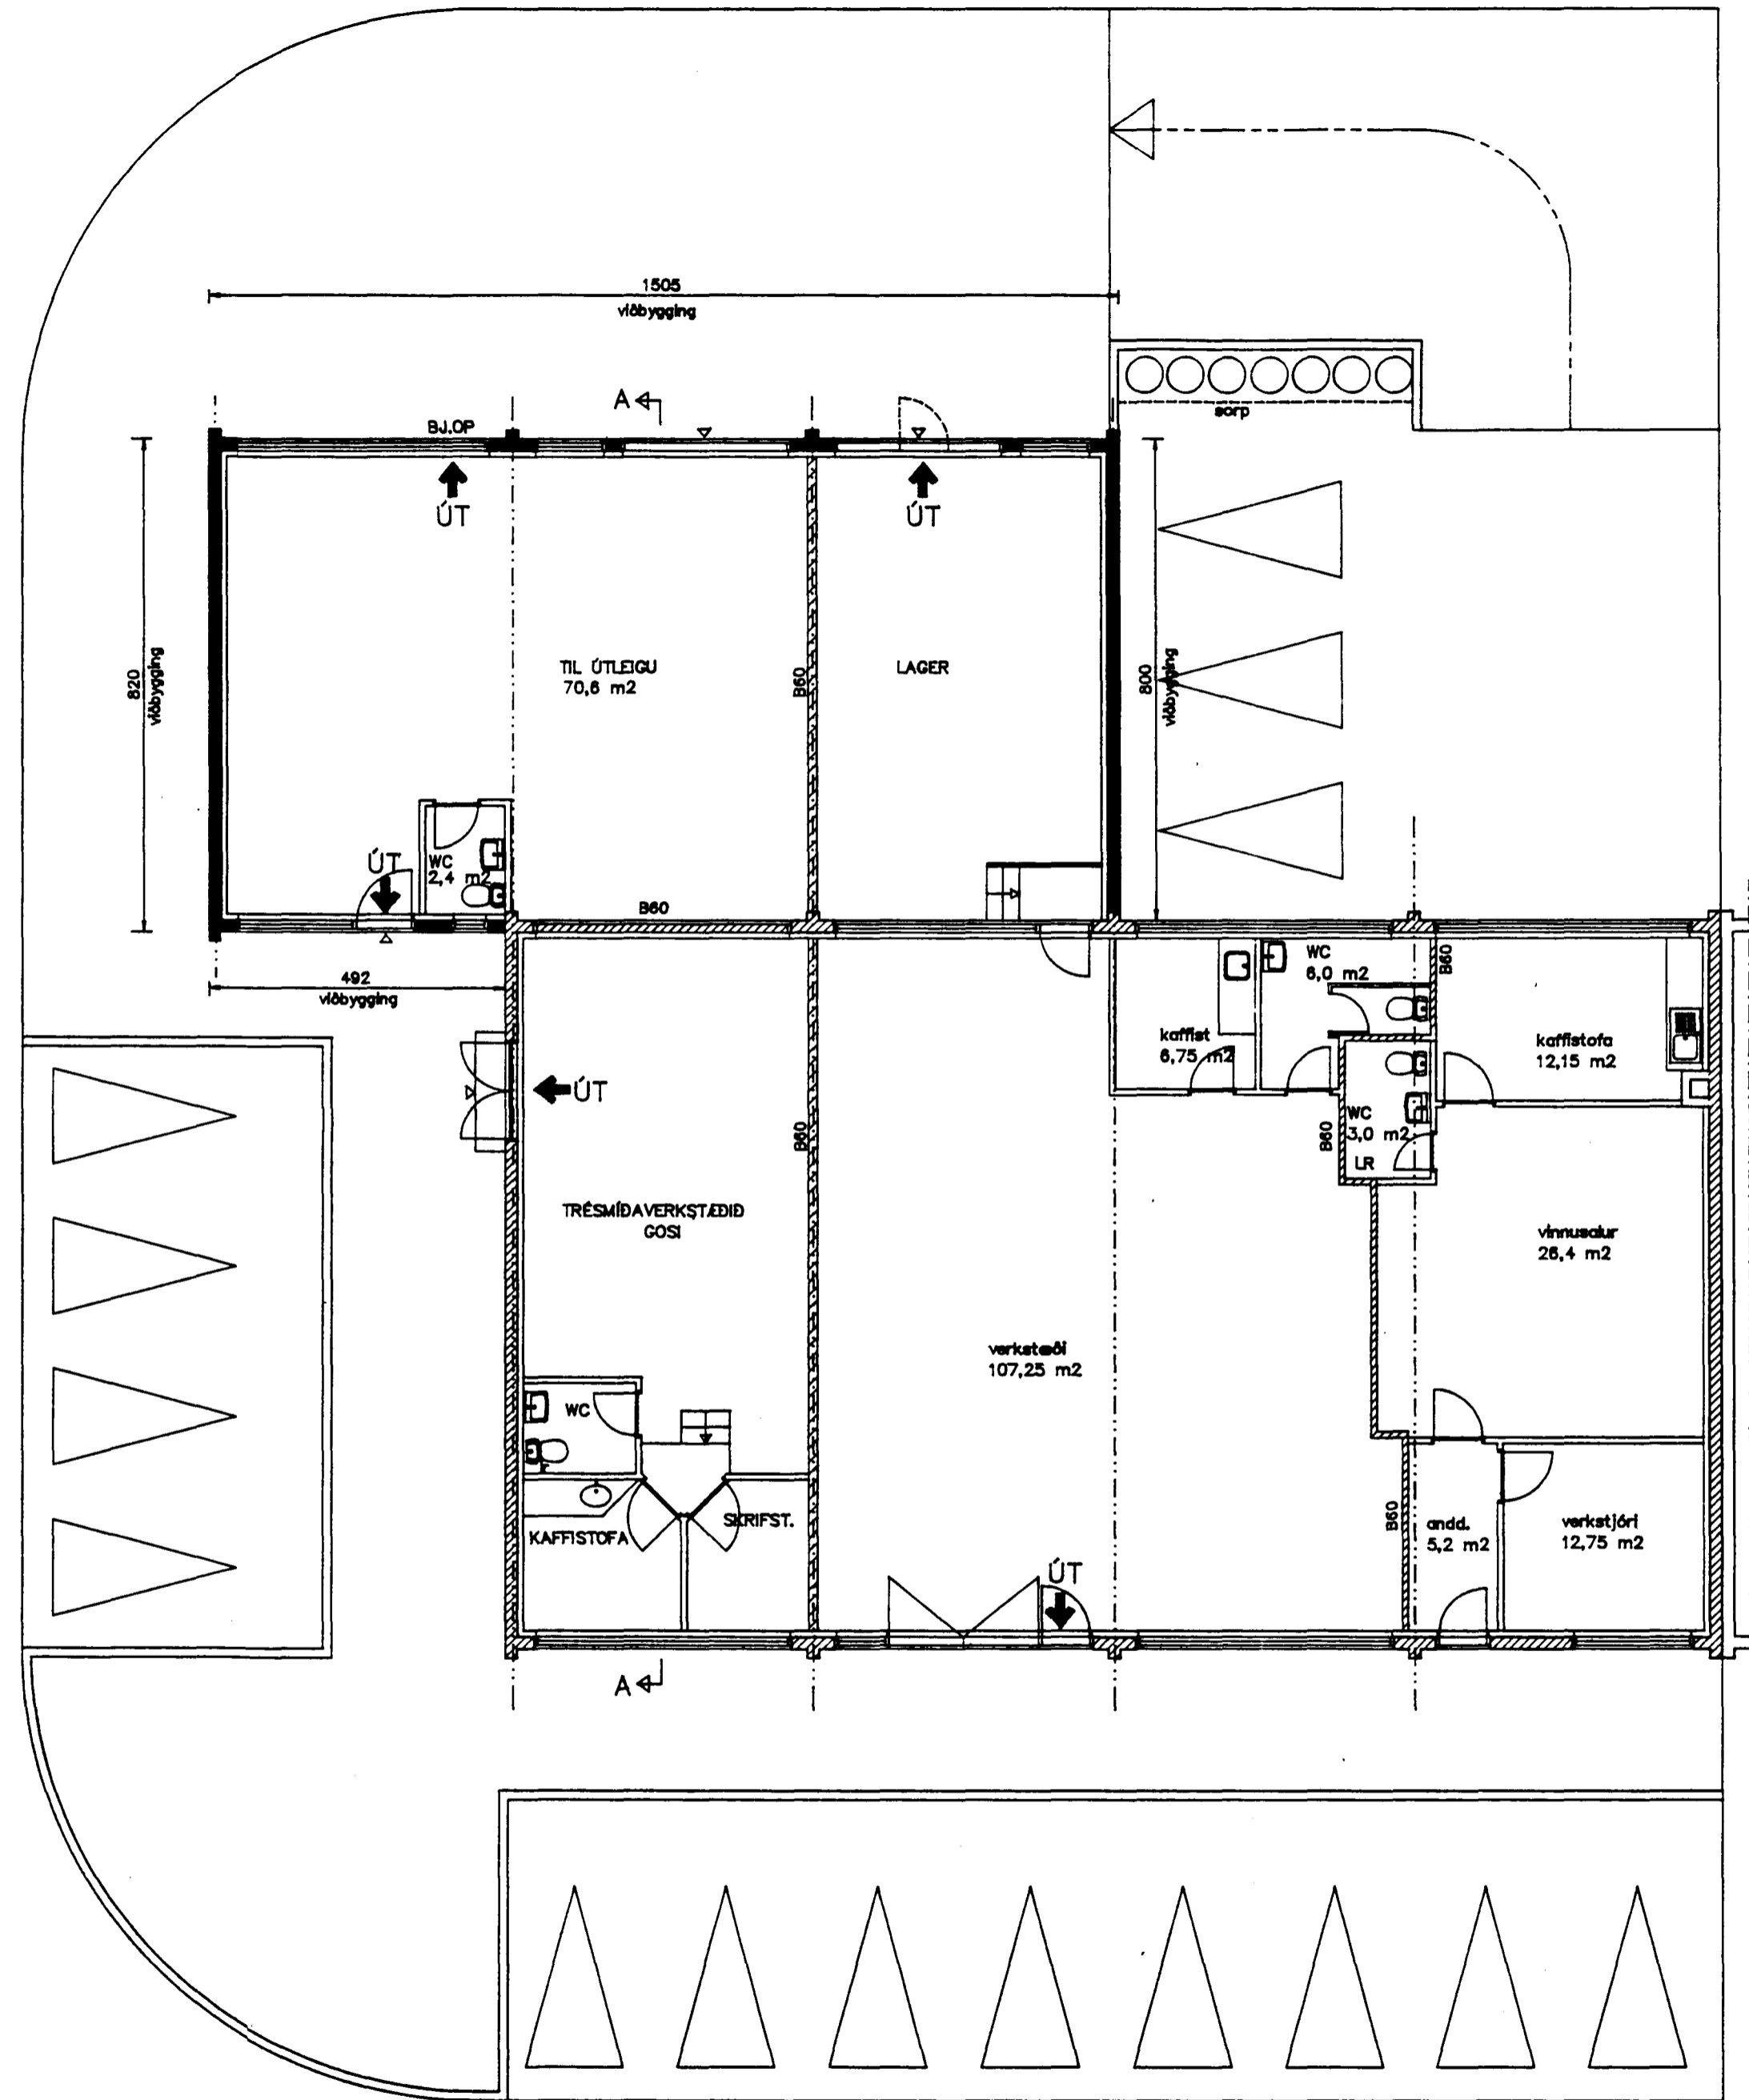 1505
viðbygging
sorp
A
BJ.OP
ÚT
ÚT
820
viðbygging
TIL ÚTLEIGU
70,6 m2
B60
LAGER
800
viðbygging
ÚT
WC
2,4 m2
B60
492
viðbygging
WC
6,0 m2
B60
kaffist
6,75 m2
kaffistofa
12,15 m2
ÚT
B60
B60
WC
3,0 m2
LR
TRÉSMÍÐAVERKSTÆÐIÐ
GOSI
vinnusalur
26,4 m2
verkstæði
107,25 m2
WC
KAFFISTOFA
SKRIFST.
B60
andd.
5,2 m2
verkstjóri
12,75 m2
ÚT
A